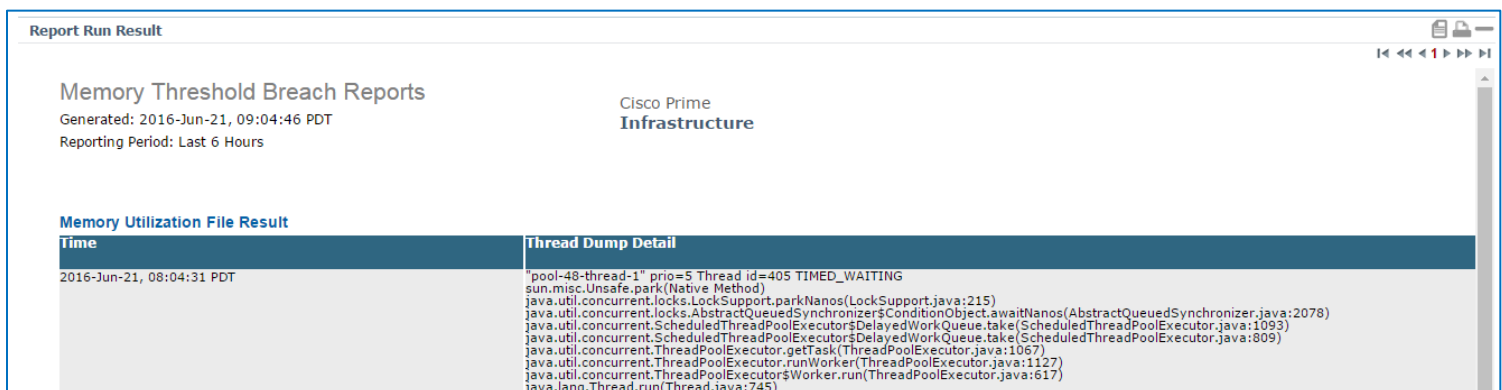 Report Run Result
1
Memory Threshold Breach Reports
Generated: 2016-Jun-21, 09:04:46 PDT
Reporting Period: Last 6 Hours
Cisco Prime
Infrastructure
Memory Utilization File Result
Time
Thread Dump Detail
2016-Jun-21, 08:04:31 PDT
"pool-48-thread-1" prio=5 Thread id=405 TIMED_WAITING
sun.misc.Unsafe.park(Native Method)
java.util.concurrent.locks.LockSupport.parkNanos(LockSupport.java:215)
java.util.concurrent.locks.AbstractQueuedSynchronizer$ConditionObject.awaitNanos(AbstractQueuedSynchronizer.java:2078)
java.util.concurrent.ScheduledThreadPoolExecutor$DelayedWorkQueue.take(ScheduledThreadPoolExecutor.java:1093)
java.util.concurrent.ScheduledThreadPoolExecutor$DelayedWorkQueue.take(ScheduledThreadPoolExecutor.java:809)
java.util.concurrent.ThreadPoolExecutor.getTask(ThreadPoolExecutor.java:1067)
java.util.concurrent.ThreadPoolExecutor.runWorker(ThreadPoolExecutor.java:1127)
java.util.concurrent.ThreadPoolExecutor$Worker.run(ThreadPoolExecutor.java:617)
java.lang.Thread.run(Thread.java:745)